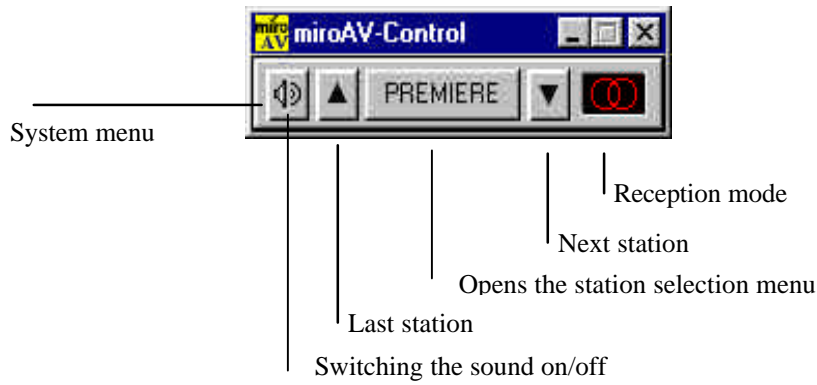 miro AV miroAV-Control
PREMIERE
System menu
Reception mode
Next station
Opens the station selection menu
Last station
Switching the sound on/off